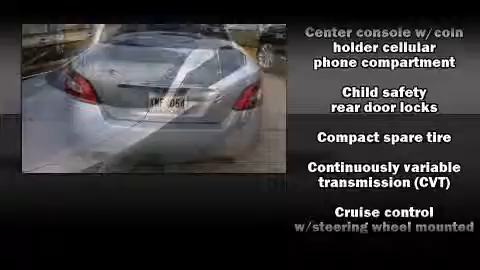 Center console w/coin
holder cellular
phone compartment
Child safety
rear door locks
Compact spare tire
Continuously variable
transmission (CVT)
Cruise control
w/steering wheel mounted